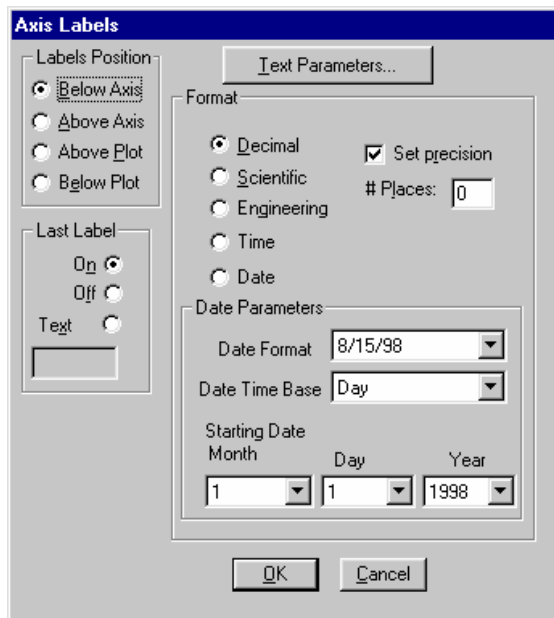 Axis Labels
Labels Position
Below Axis
Above Axis
Above Plot
Below Plot
Last Label
On
Off
Text
Text Parameters...
Format
Decimal
Scientific
Engineering
Time
Date
Set precision
# Places: 0
Date Parameters
Date Format 8/15/98
Date Time Base Day
Starting Date
Month Day Year
1 1 1998
OK Cancel